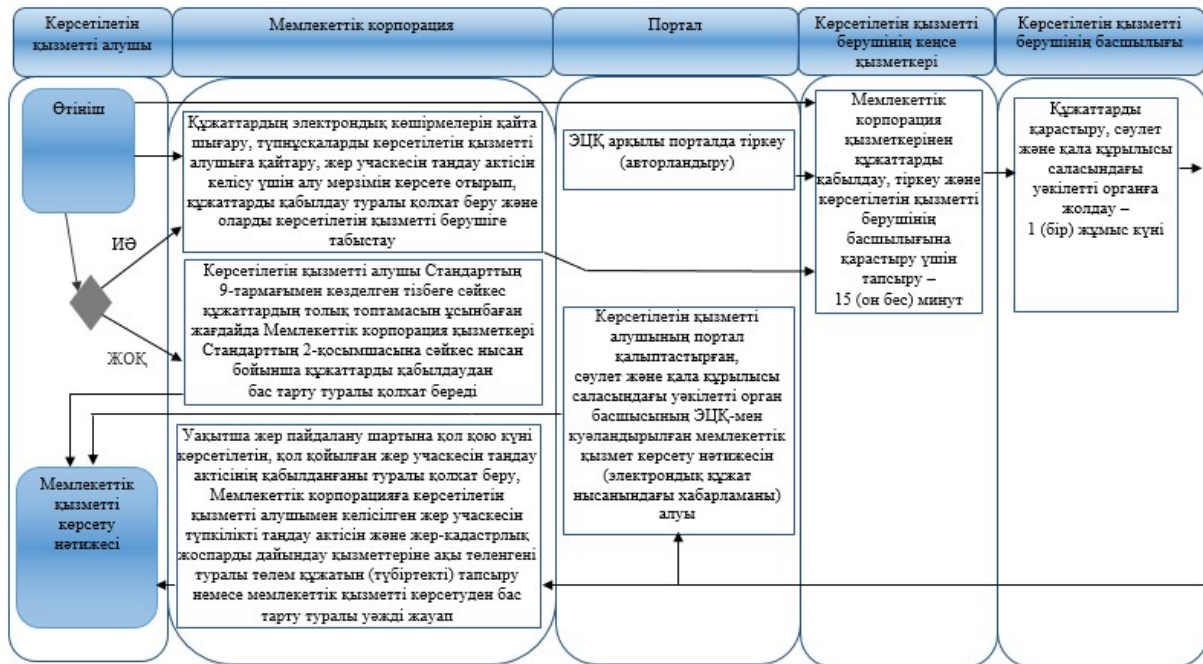 Көрсетілетін
қызметті алушы
Мемлекеттік корпорация
Портал
Көрсетілетін қызметті
берушінің кеңсе
қызметкері
Көрсетілетін қызметті
берушінің басшылығы
Өтініш
ИӘ
ЖОҚ
Мемлекеттік
қызметті
көрсету
нәтижесі
Құжаттардың электрондық көшірмелерін қайта
шығару, түпнұсқаларды көрсетілетін қызметті
алушыға қайтару, жер учаскесін таңдау актісін
келісу үшін алу мерзімін көрсете отырып,
құжаттарды қабылдау туралы қолхат беру және
оларды көрсетілетін қызметті берушіге
табыстау
Көрсетілетін қызметті алушы Стандарттың
9-тармағымен көзделген тізбеге сәйкес
құжаттардың толық топтамасын ұсынбаған
жағдайда Мемлекеттік корпорация қызметкері
Стандарттың 2-қосымшасына сәйкес нысан
бойынша құжаттарды қабылдаудан
бас тарту туралы қолхат береді
Уақытша жер пайдалану шартына қол қою күні
көрсетілетін, қол қойылған жер учаскесін таңдау
актісінің қабылданғаны туралы қолхат беру,
Мемлекеттік корпорацияға көрсетілетін
қызметті алушымен келісілген жер учаскесін
түпкілікті таңдау актісін және жер-кадастрлық
жоспарды дайындау қызметтеріне ақы төленгені
туралы төлем құжатын (түбіртекті) тапсыру
немесе мемлекеттік қызметті көрсетуден бас
тарту туралы уәжді жауап
ЭЦҚ арқылы порталда тіркеу
(авторландыру)
Көрсетілетін қызметті
алушының портал
қалыптастырған,
сәулет және қала құрылысы
саласындағы уәкілетті орган
басшысының ЭЦҚ-мен
куәландырылған мемлекеттік
қызмет көрсету нәтижесін
(электрондық құжат
нысанындағы хабарламаны)
алуы
Мемлекеттік
корпорация
қызметкерінен
құжаттарды
қабылдау, тіркеу және
көрсетілетін қызметті
берушінің
басшылығына
қарастыру үшін
тапсыру –
15 (он бес) минут
Құжаттарды
қарастыру, сәулет
және қала құрылысы
саласындағы
уәкілетті органға
жолдау –
1 (бір) жұмыс күні